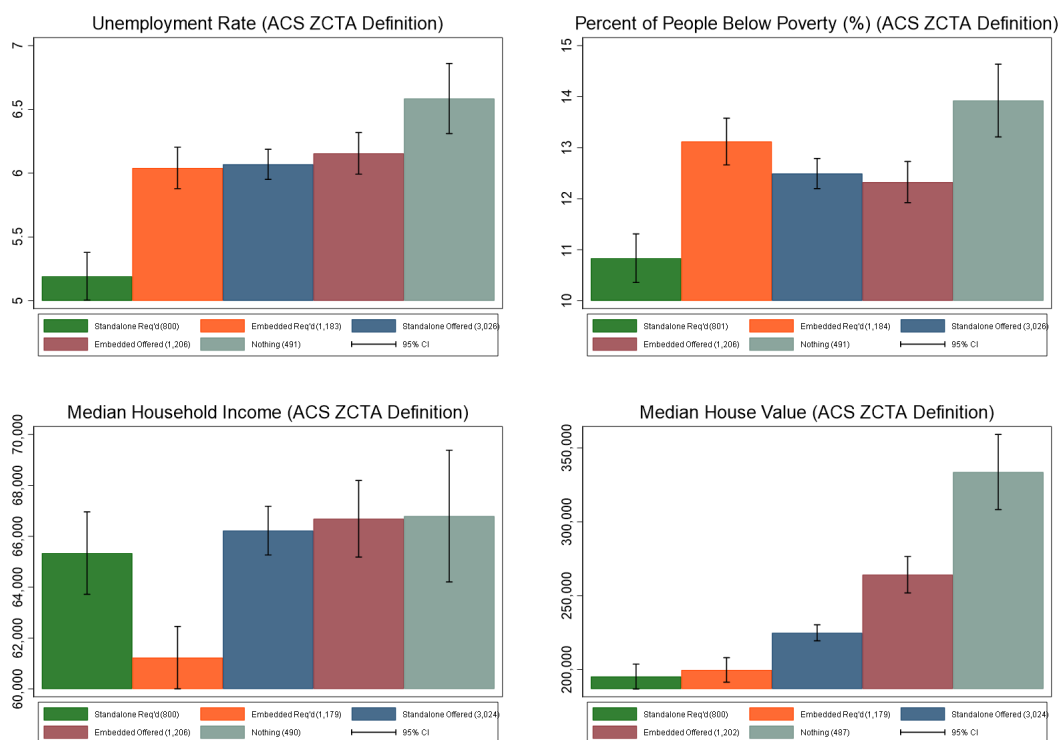 Unemployment Rate (ACS ZCTA Definition)
7
6.5
6
5.5
5
Standalone Req'd(800)
Embedded Req'd(1,183)
Standalone Offered (3,026)
Embedded Offered (1,206)
Nothing (491)
95% CI
Percent of People Below Poverty (%) (ACS ZCTA Definition)
15
14
13
12
11
10
Standalone Req'd(801)
Embedded Req'd(1,184)
Standalone Offered (3,026)
Embedded Offered (1,206)
Nothing (491)
95% CI
Median Household Income (ACS ZCTA Definition)
70,000
68,000
66,000
64,000
62,000
60,000
Standalone Req'd(800)
Embedded Req'd(1,179)
Standalone Offered (3,024)
Embedded Offered (1,206)
Nothing (490)
95% CI
Median House Value (ACS ZCTA Definition)
350,000
300,000
250,000
200,000
Standalone Req'd(800)
Embedded Req'd(1,179)
Standalone Offered (3,024)
Embedded Offered (1,202)
Nothing (487)
95% CI